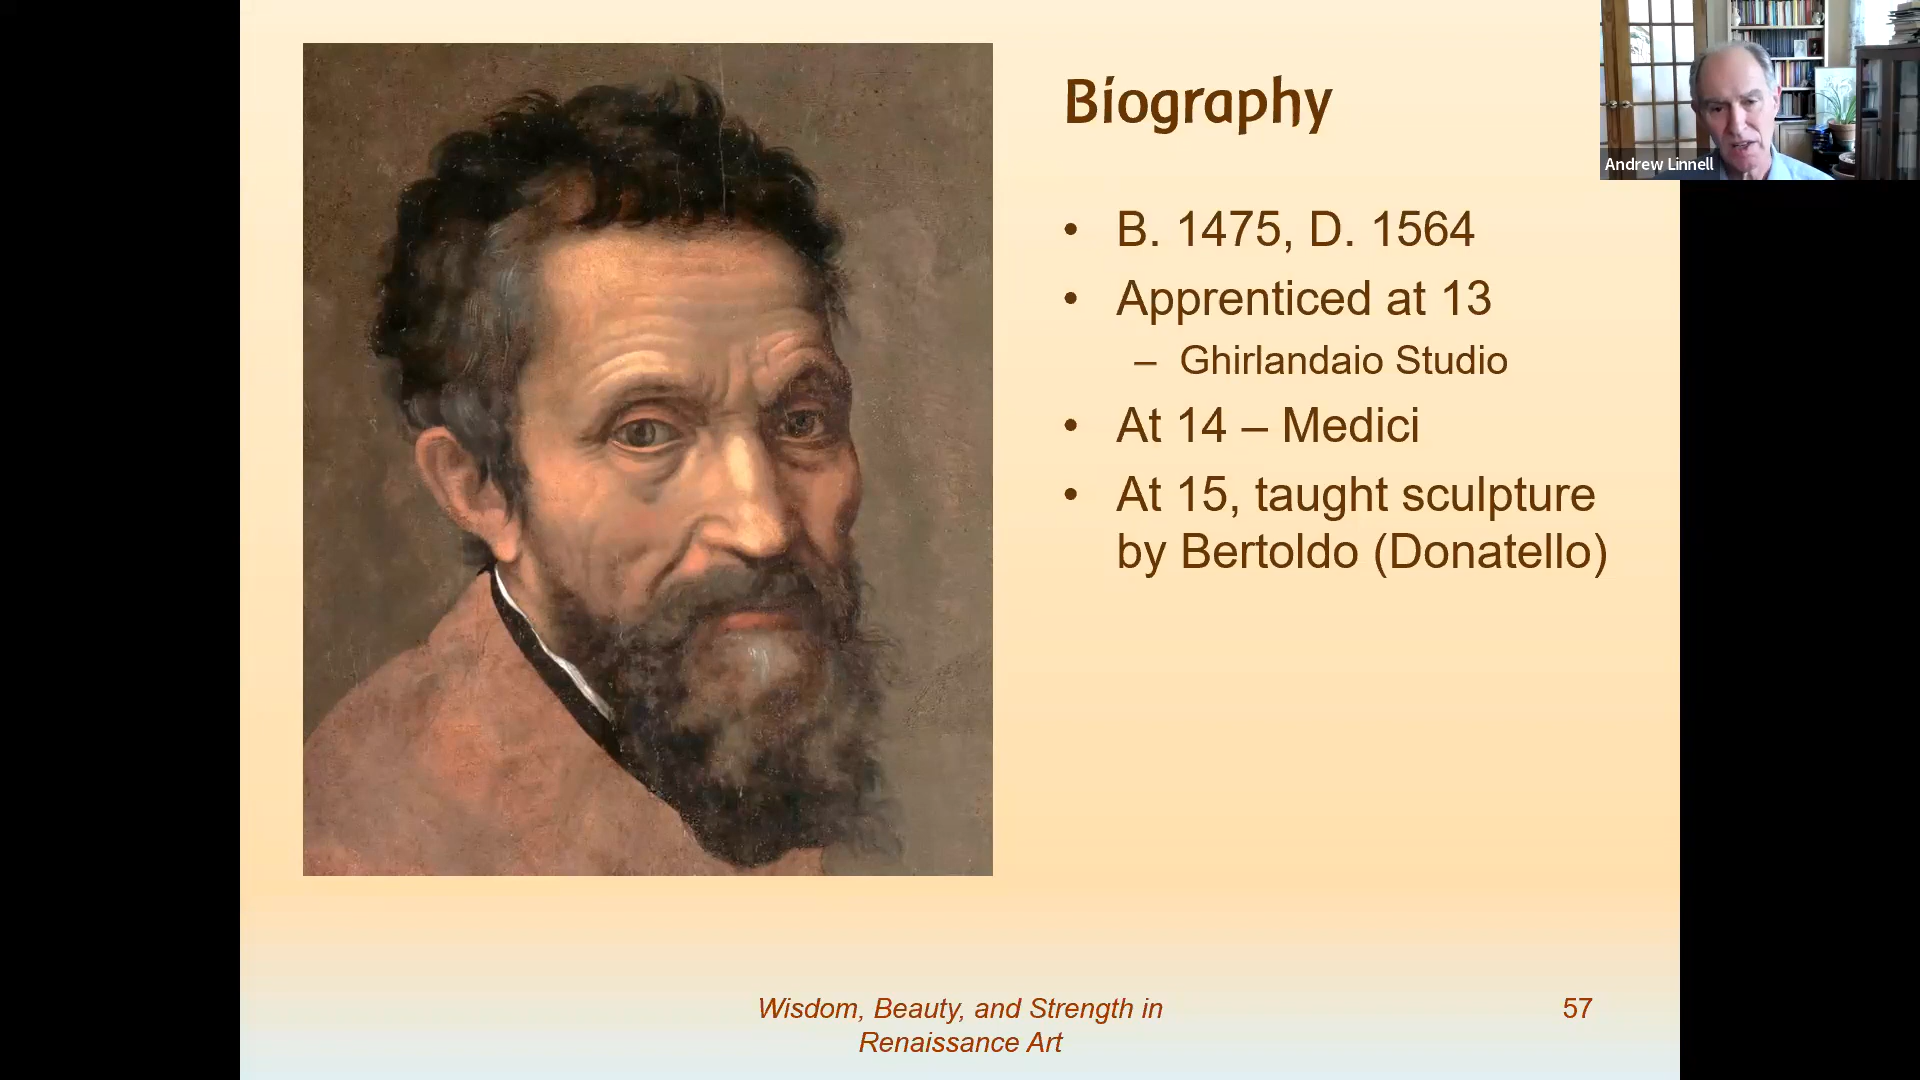 Biography
• B. 1475, D. 1564
• Apprenticed at 13
– Ghirlandaio Studio
• At 14 – Medici
• At 15, taught sculpture
by Bertoldo (Donatello)
Andrew Linnell
Wisdom, Beauty, and Strength in
Renaissance Art
57